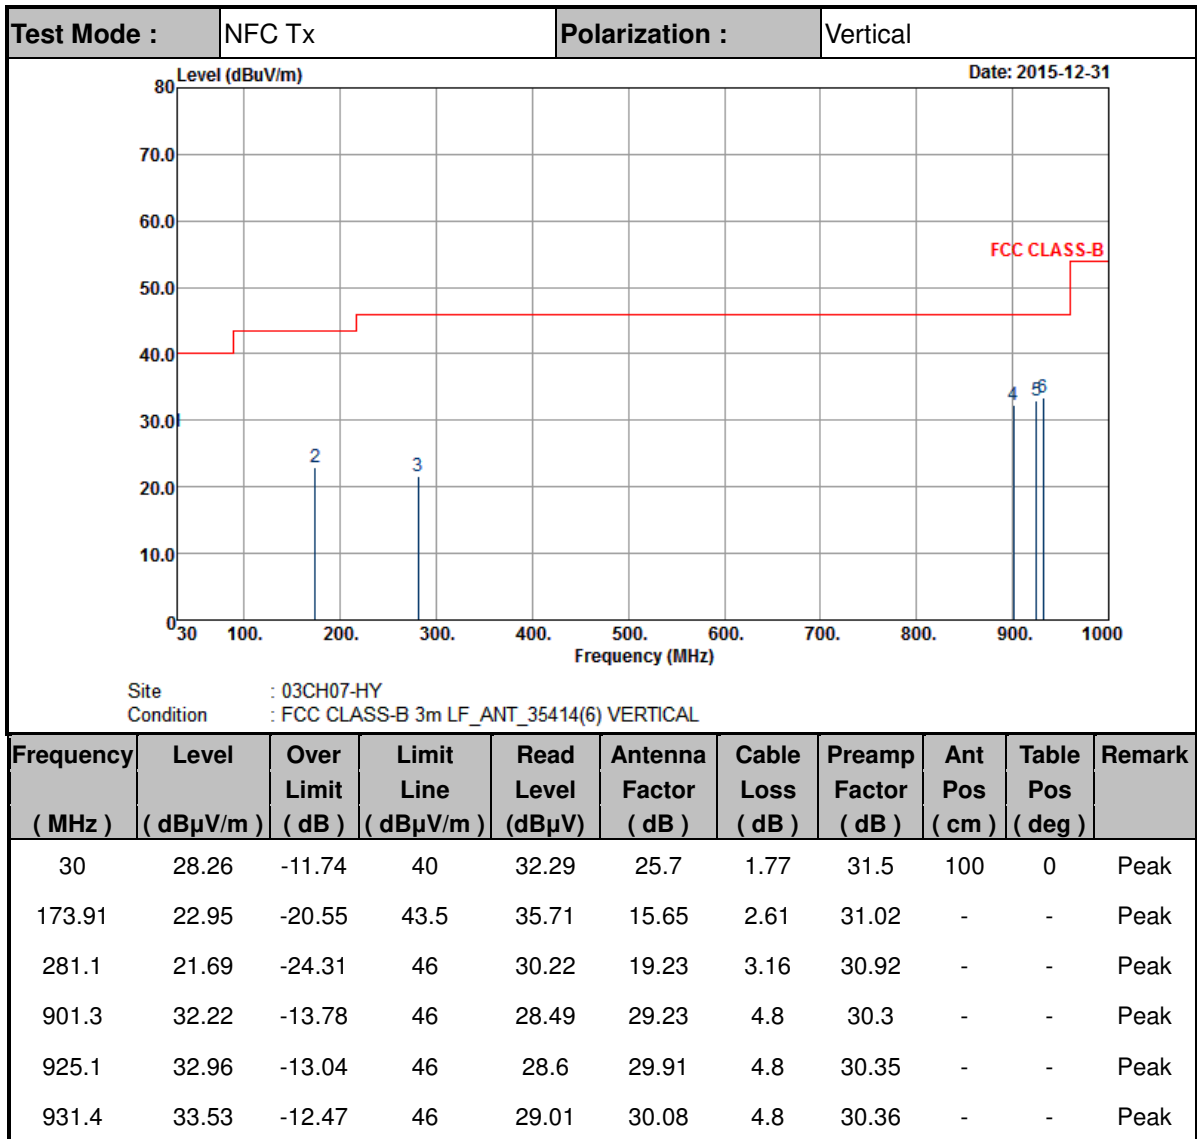 Test Mode : NFC Tx Polarization : Vertical
Level (dBuV/m) Date: 2015-12-31
80
70.0
60.0
FCC CLASS-B
50.0
40.0
4 5 6
30.0
2 3
20.0
10.0
0
30 100. 200. 300. 400. 500. 600. 700. 800. 900. 1000
Frequency (MHz)
Site : 03CH07-HY
Condition : FCC CLASS-B 3m LF_ANT_35414(6) VERTICAL
Frequency Level Over Limit Read Antenna Cable Preamp Ant Table Remark
Limit Line Level Factor Loss Factor Pos Pos
( MHz ) ( dBµV/m ) ( dB ) ( dBµV/m ) (dBµV) ( dB ) ( dB ) ( dB ) ( cm ) ( deg )
30 28.26 -11.74 40 32.29 25.7 1.77 31.5 100 0 Peak
173.91 22.95 -20.55 43.5 35.71 15.65 2.61 31.02 - - Peak
281.1 21.69 -24.31 46 30.22 19.23 3.16 30.92 - - Peak
901.3 32.22 -13.78 46 28.49 29.23 4.8 30.3 - - Peak
925.1 32.96 -13.04 46 28.6 29.91 4.8 30.35 - - Peak
931.4 33.53 -12.47 46 29.01 30.08 4.8 30.36 - - Peak